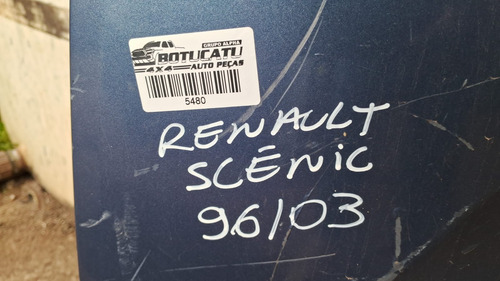 GRUPO ALPHA
BOTUCATU
4X4 AUTO PEÇAS
5480
RENAULT
SCÉNIC
96/03